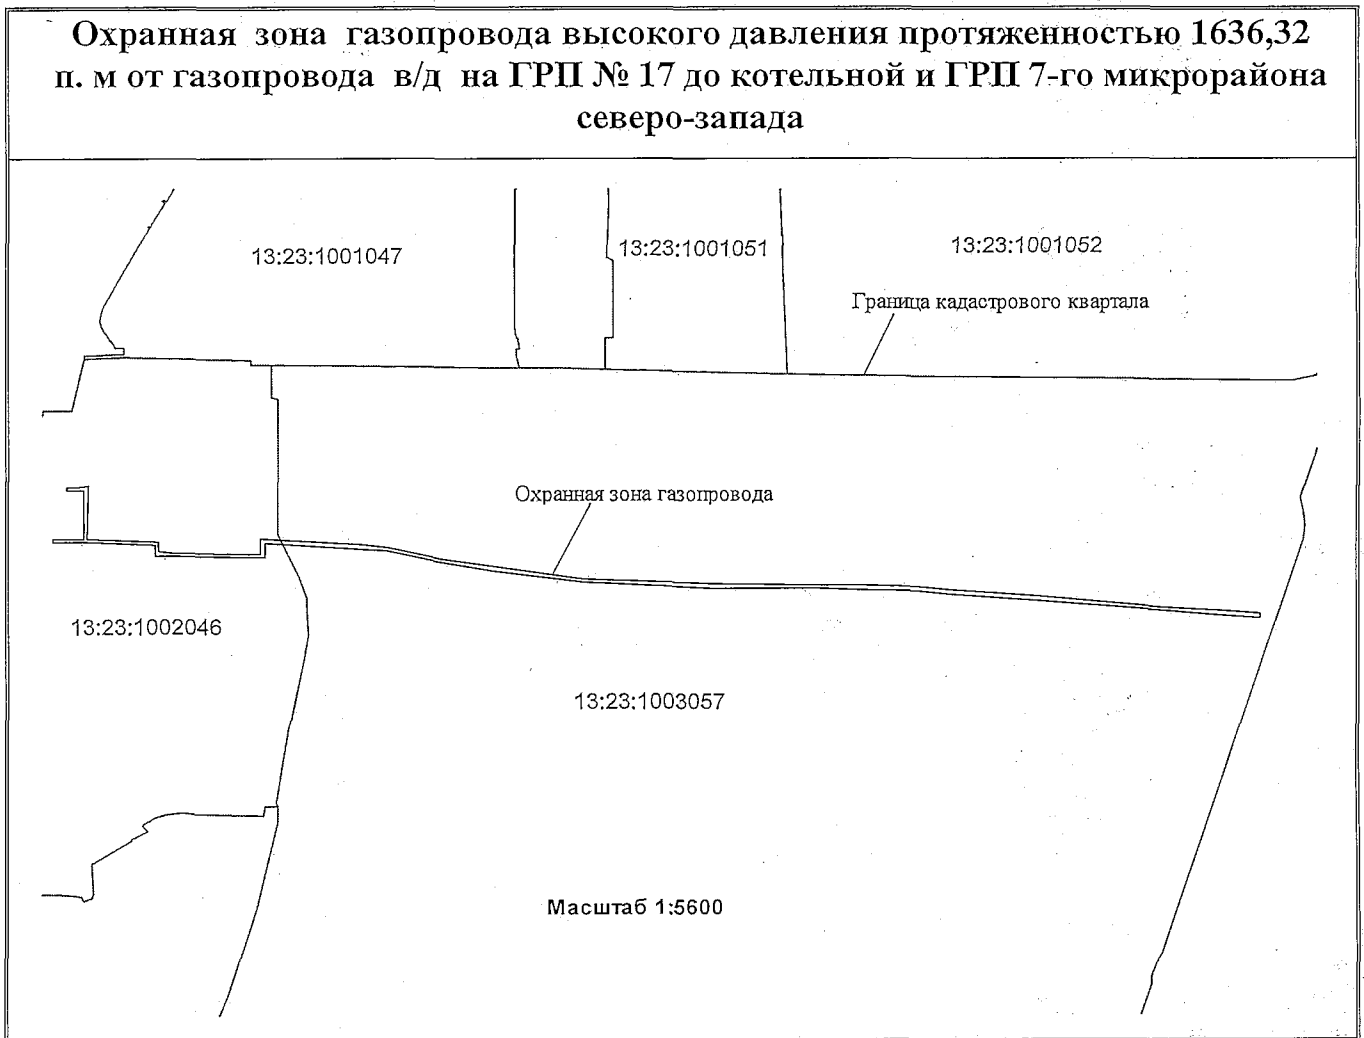 Охранная зона газопровода высокого давления протяженностью 1636,32
п. м от газопровода в/д на ГРП № 17 до котельной и ГРП 7-го микрорайона
северо-запада
13:23:1001047
13:23:1001051
13:23:1001052
Граница кадастрового квартала
Охранная зона газопровода
13:23:1002046
13:23:1003057
Масштаб 1:5600